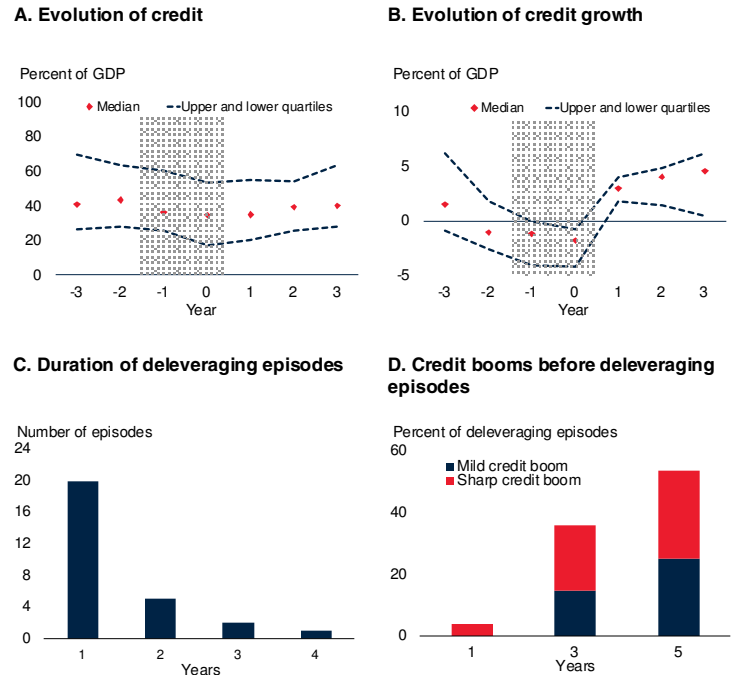 A. Evolution of credit
Percent of GDP
Median
Upper and lower quartiles
100
80
60
40
20
0
-3 -2 -1 0 1 2 3
Year
B. Evolution of credit growth
Percent of GDP
Median
Upper and lower quartiles
10
5
0
-5
-3 -2 -1 0 1 2 3
Year
C. Duration of deleveraging episodes
Number of episodes
24
20
16
12
8
4
0
1 2 3 4
Years
D. Credit booms before deleveraging
episodes
Percent of deleveraging episodes
60
Mild credit boom
Sharp credit boom
40
20
0
1 3 5
Years